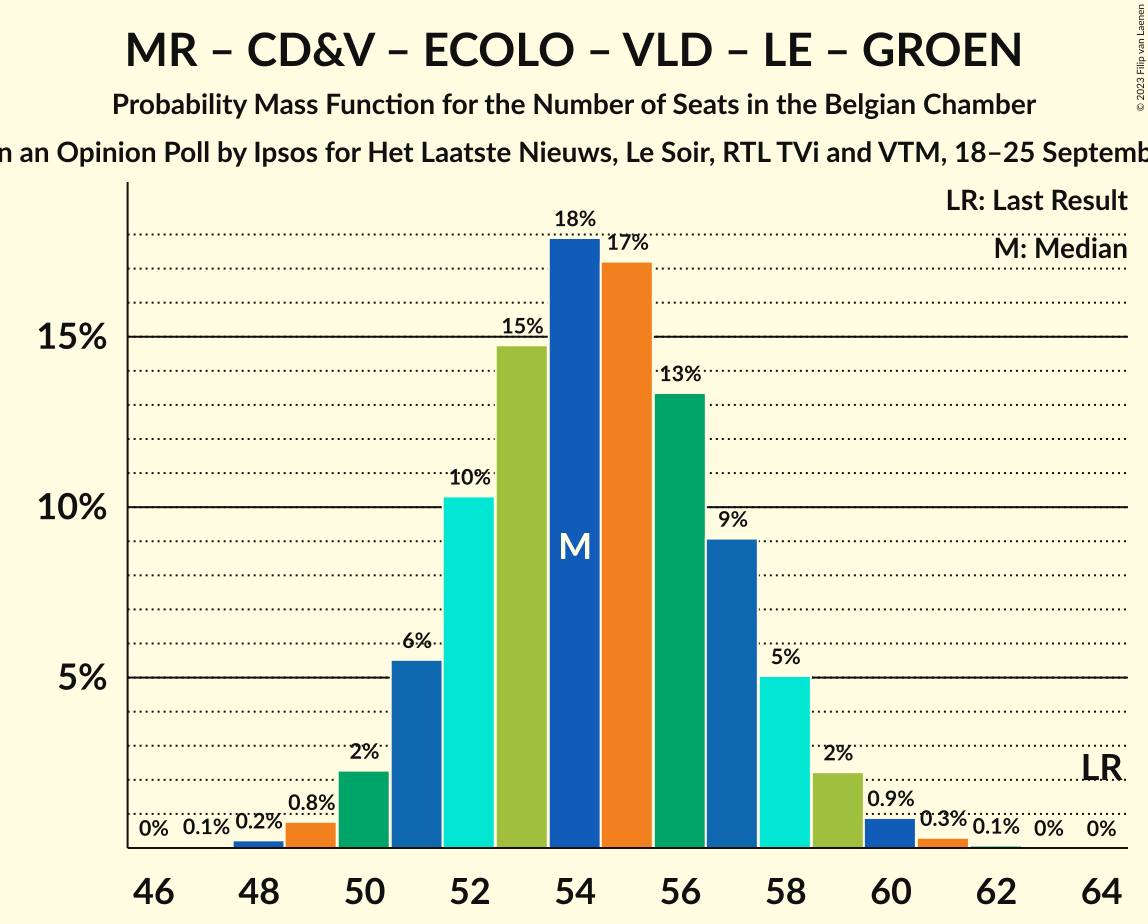 MR – CD&V – ECOLO – VLD – LE – GROEN
Probability Mass Function for the Number of Seats in the Belgian Chamber
an Opinion Poll by Ipsos for Het Laatste Nieuws, Le Soir, RTL TVi and VTM, 18–25
© 2023 Filip van Laenen
LR: Last Result
M: Median
18%
17%
15%
15%
13%
10%
10%
9%
M
6%
5%
5%
2%
2%
LR
0.8%
0.9%
0% 0.1% 0.2% 0.3% 0.1% 0% 0%
46 48 50 52 54 56 58 60 62 64